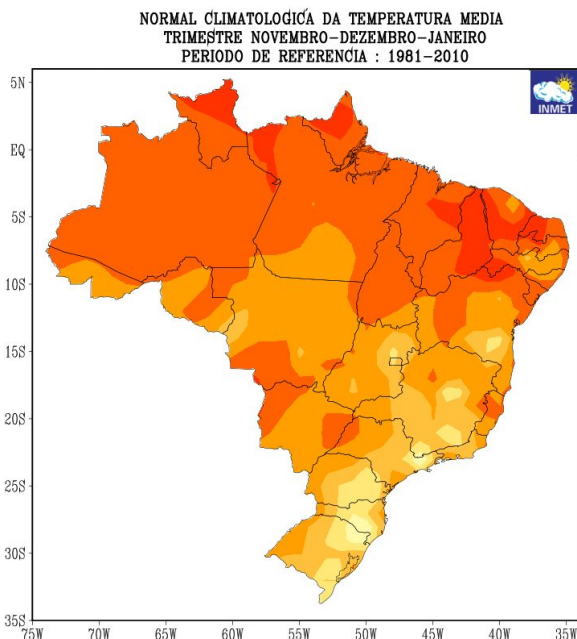 NORMAL CLIMATOLOGICA DA TEMPERATURA MEDIA
TRIMESTRE NOVEMBRO-DEZEMBRO-JANEIRO
PERIODO DE REFERENCIA : 1981-2010
INMET
5N
EQ
5S
10S
15S
20S
25S
30S
35S
75W 70W 65W 60W 55W 50W 45W 40W 35W